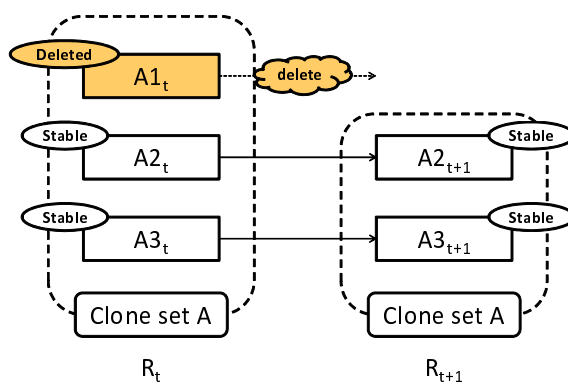 Deleted
A1t
delete
Stable
A2t
A2t+1
Stable
Stable
A3t
A3t+1
Stable
Clone set A
Clone set A
Rt
Rt+1